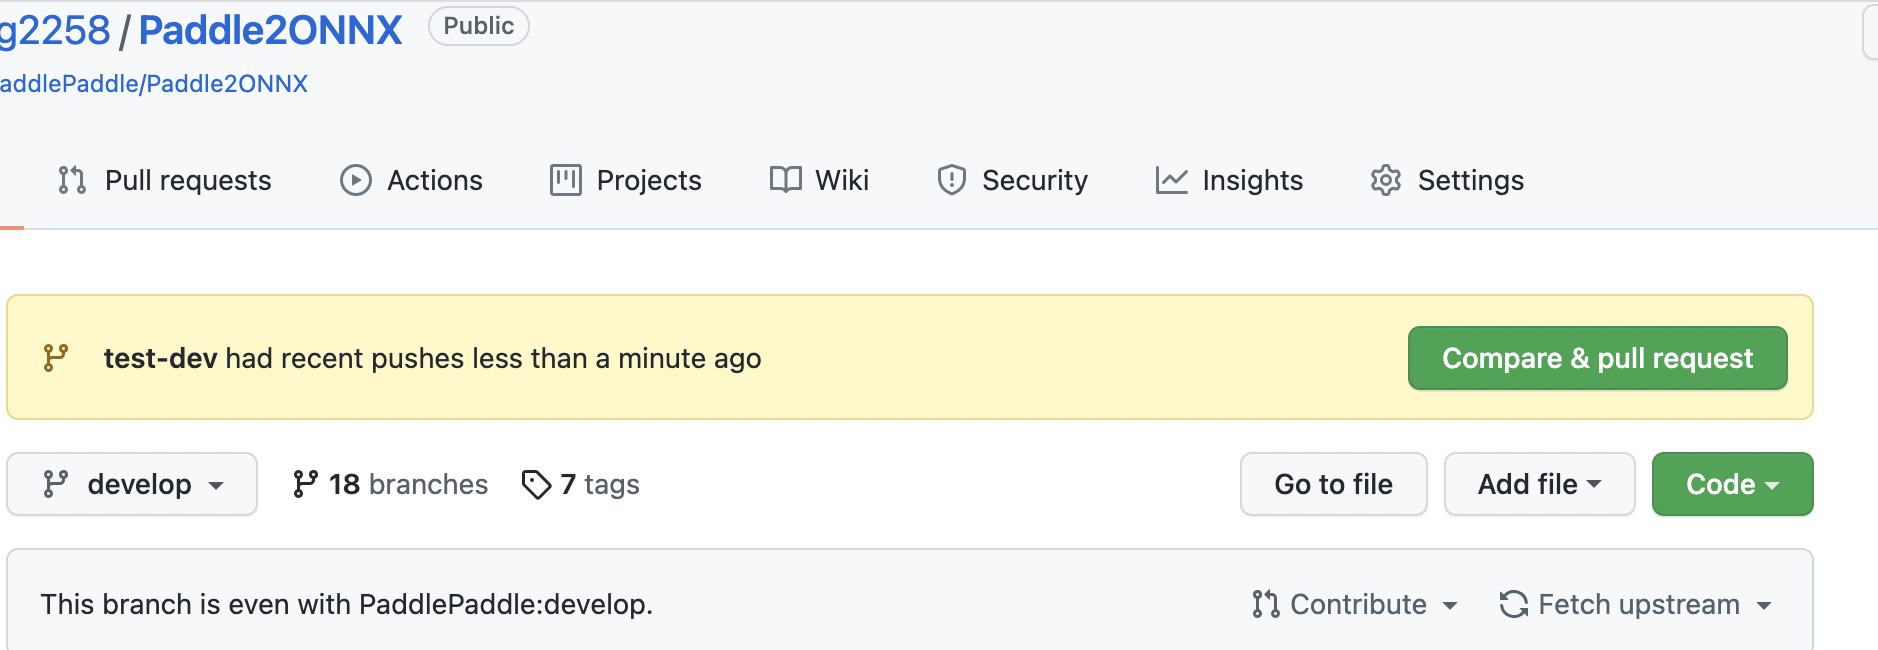 g2258 / Paddle2ONNX Public
addlePaddle/Paddle2ONNX
Pull requests Actions Projects Wiki Security Insights Settings
test-dev had recent pushes less than a minute ago Compare & pull request
develop 18 branches 7 tags Go to file Add file Code
This branch is even with PaddlePaddle:develop. Contribute Fetch upstream